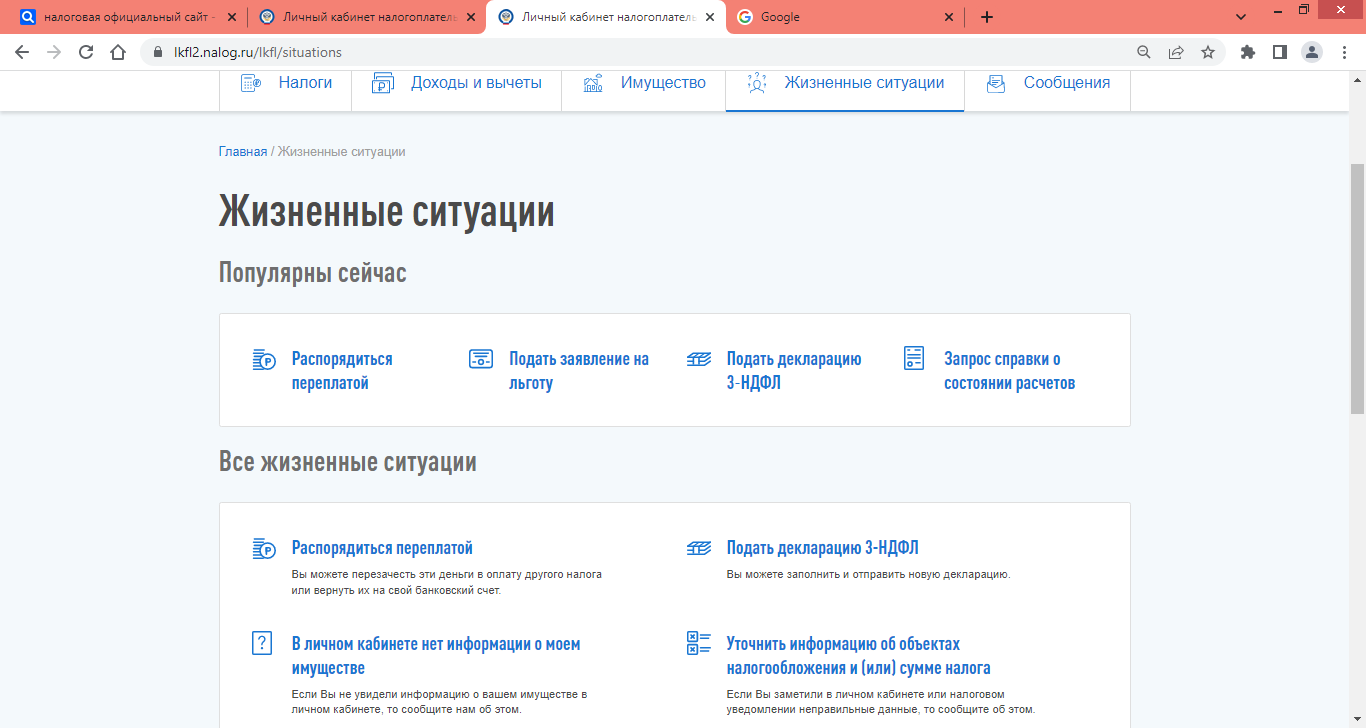 налоговая официальный сайт -
Личный кабинет налогоплатель
Личный кабинет налогоплатель
Google
lkfl2.nalog.ru/lkfl/situations
Налоги
Доходы и вычеты
Имущество
Жизненные ситуации
Сообщения
Главная / Жизненные ситуации
Жизненные ситуации
Популярны сейчас
Распорядиться
переплатой
Подать заявление на
льготу
Подать декларацию
3-НДФЛ
Запрос справки о
состоянии расчетов
Все жизненные ситуации
Распорядиться переплатой
Вы можете перезачесть эти деньги в оплату другого налога
или вернуть их на свой банковский счет.
Подать декларацию 3-НДФЛ
Вы можете заполнить и отправить новую декларацию.
В личном кабинете нет информации о моем
имуществе
Если Вы не увидели информацию о вашем имуществе в
личном кабинете, то сообщите нам об этом.
Уточнить информацию об объектах
налогообложения и (или) сумме налога
Если Вы заметили в личном кабинете или налоговом
уведомлении неправильные данные, то сообщите об этом.